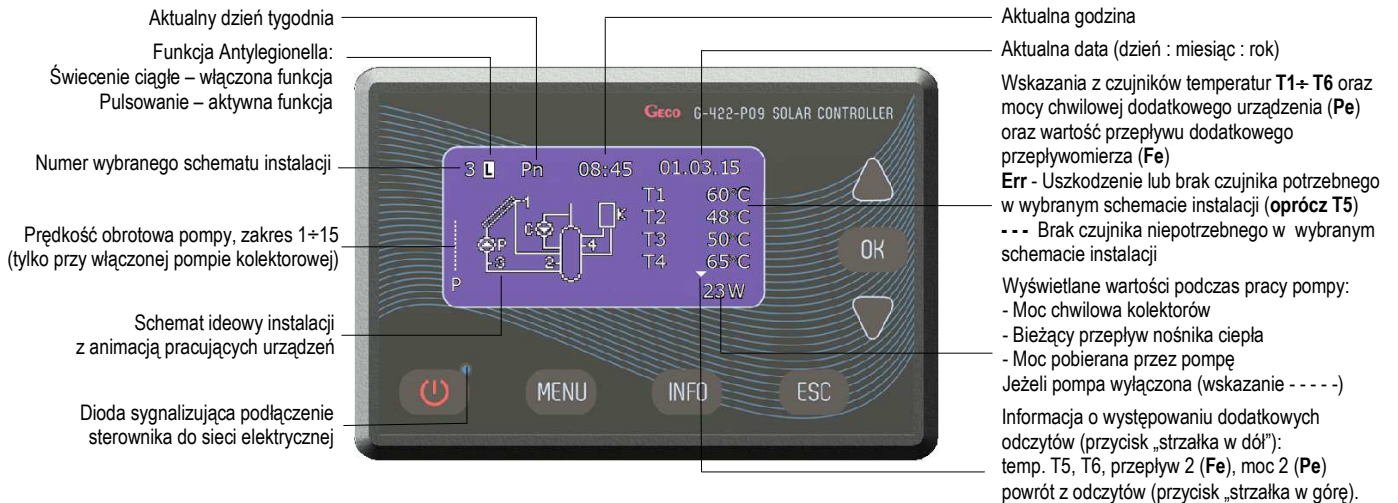 Aktualny dzień tygodnia
Funkcja Antylegionella:
Świecenie ciągłe – włączona funkcja
Pulsowanie – aktywna funkcja
Numer wybranego schematu instalacji
Prędkość obrotowa pompy, zakres 1÷15
(tylko przy włączonej pompie kolektorowej)
Schemat ideowy instalacji
z animacją pracujących urządzeń
Dioda sygnalizująca podłączenie
sterownika do sieci elektrycznej
GECO G-422-P09 SOLAR CONTROLLER
3 L Pn 08:45 01.03.15
T1 60°C
T2 48°C
T3 50°C
T4 65°C
23W
1
K
C
P
4
3
2
P
OK
MENU
INFO
ESC
Aktualna godzina
Aktualna data (dzień : miesiąc : rok)
Wskazania z czujników temperatur T1÷ T6 oraz
mocy chwilowej dodatkowego urządzenia (Pe)
oraz wartość przepływu dodatkowego
przepływomierza (Fe)
Err - Uszkodzenie lub brak czujnika potrzebnego
w wybranym schemacie instalacji (oprócz T5)
- - - Brak czujnika niepotrzebnego w wybranym
schemacie instalacji
Wyświetlane wartości podczas pracy pompy:
- Moc chwilowa kolektorów
- Bieżący przepływ nośnika ciepła
- Moc pobierana przez pompę
Jeżeli pompa wyłączona (wskazanie - - - - -)
Informacja o występowaniu dodatkowych
odczytów (przycisk „strzałka w dół”):
temp. T5, T6, przepływ 2 (Fe), moc 2 (Pe)
powrót z odczytów (przycisk „strzałka w górę).